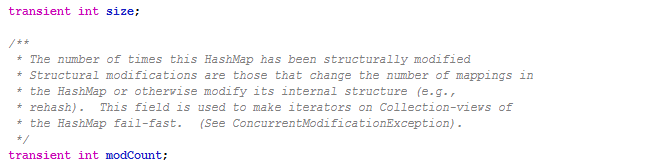 transient int size;
/**
* The number of times this HashMap has been structurally modified
* Structural modifications are those that change the number of mappings in
* the HashMap or otherwise modify its internal structure (e.g.,
* rehash).  This field is used to make iterators on Collection-views of
* the HashMap fail-fast.  (See ConcurrentModificationException).
*/
transient int modCount;